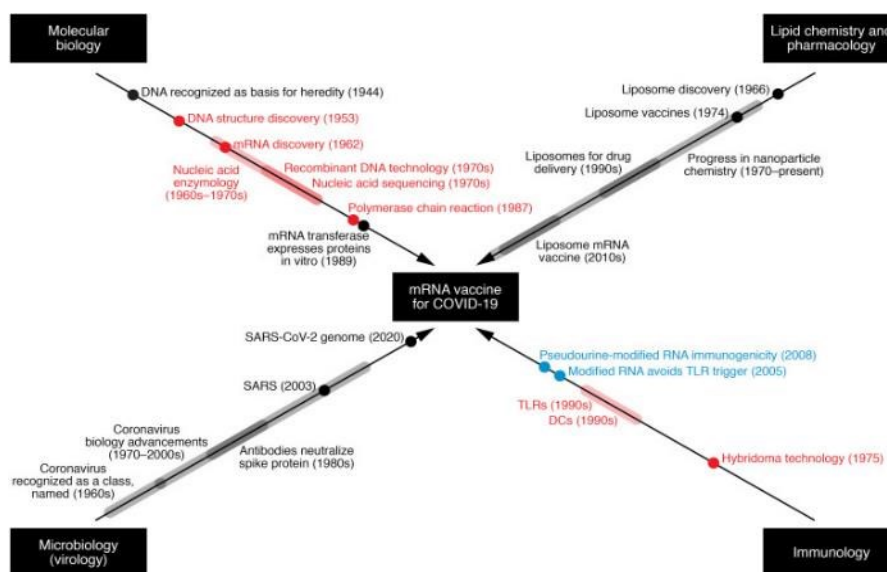 Molecular
biology
DNA recognized as basis for heredity (1944)
DNA structure discovery (1953)
mRNA discovery (1962)
Nucleic acid
enzymology
(1960s–1970s)
Recombinant DNA technology (1970s)
Nucleic acid sequencing (1970s)
Polymerase chain reaction (1987)
mRNA transferase
expresses proteins
in vitro (1989)
Lipid chemistry and
pharmacology
Liposome discovery (1966)
Liposome vaccines (1974)
Liposomes for drug
delivery (1990s)
Progress in nanoparticle
chemistry (1970–present)
Liposome mRNA
vaccine (2010s)
mRNA vaccine
for COVID-19
SARS-CoV-2 genome (2020)
SARS (2003)
Coronavirus
biology advancements
(1970–2000s)
Antibodies neutralize
spike protein (1980s)
Coronavirus
recognized as a class,
named (1960s)
Microbiology
(virology)
Pseudourine-modified RNA immunogenicity (2008)
Modified RNA avoids TLR trigger (2005)
TLRs (1990s)
DCs (1990s)
Hybridoma technology (1975)
Immunology